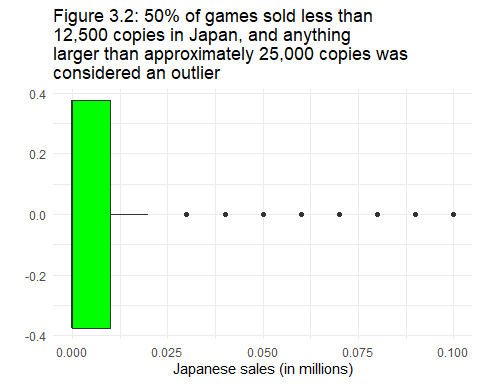 Figure 3.2: 50% of games sold less than
12,500 copies in Japan, and anything
larger than approximately 25,000 copies was
considered an outlier
0.4
0.2
0.0
-0.2
-0.4
0.000 0.025 0.050 0.075 0.100
Japanese sales (in millions)